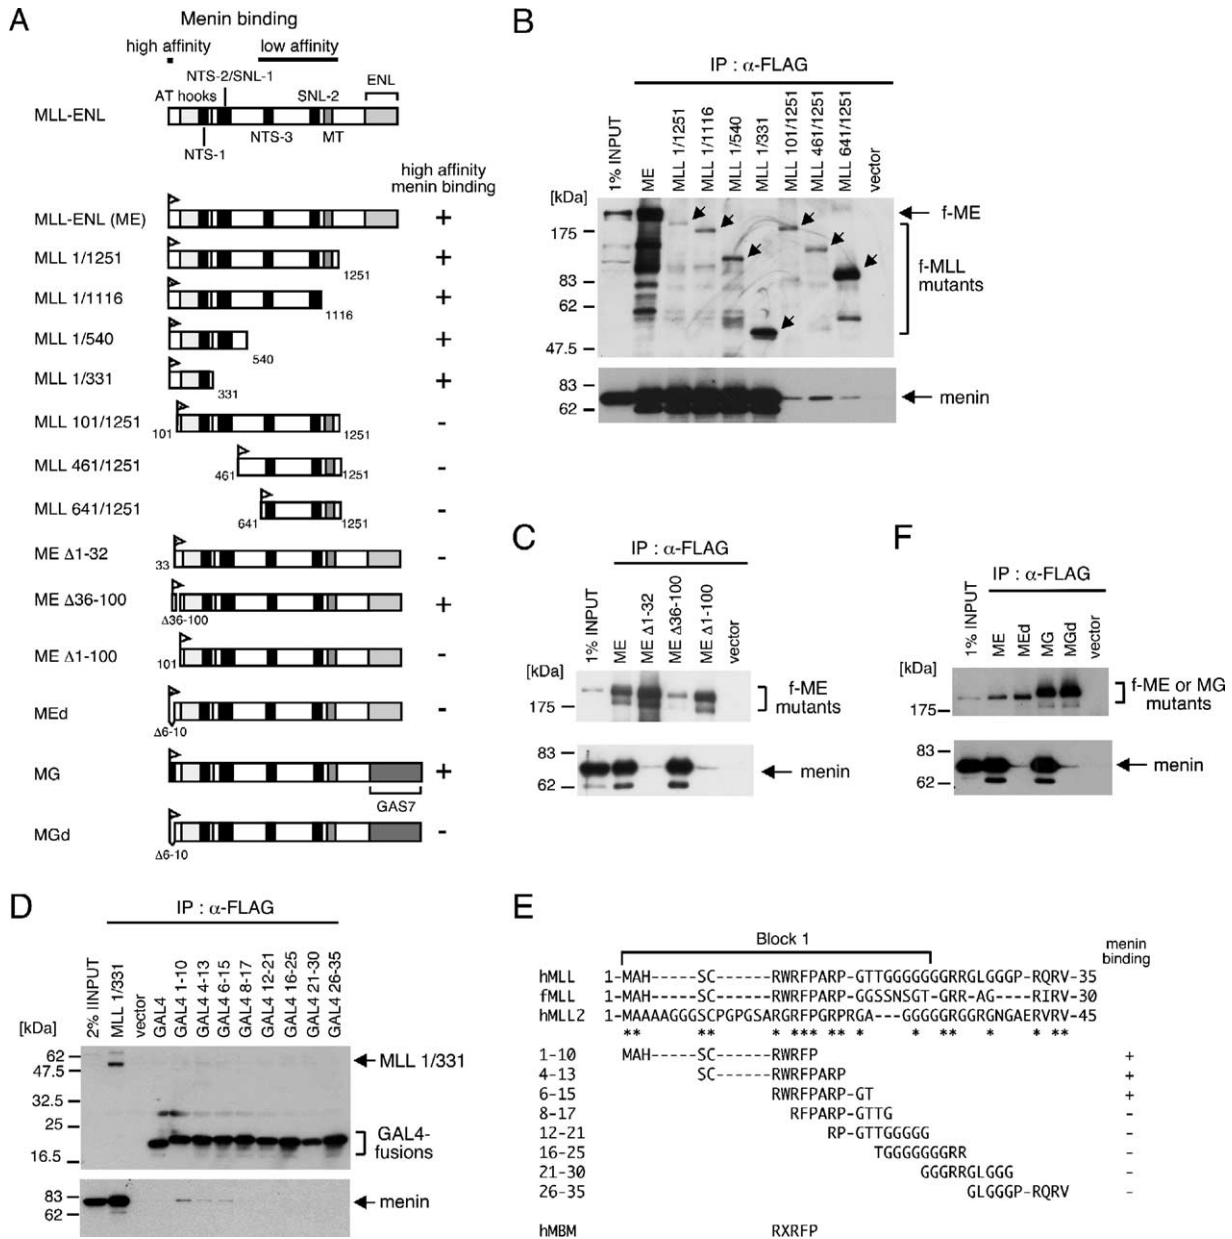 A
Menin binding
high affinity
low affinity
NTS-2/SNL-1
ENL
AT hooks
SNL-2
MLL-ENL
NTS-3
MT
NTS-1
high affinity
menin binding
MLL-ENL (ME)
+
MLL 1/1251
+
1251
MLL 1/1116
+
1116
MLL 1/540
+
540
MLL 1/331
+
331
MLL 101/1251
-
101
1251
MLL 461/1251
-
461
1251
MLL 641/1251
-
641
1251
ME Δ1-32
-
33
ME Δ36-100
+
Δ36-100
ME Δ1-100
-
101
MEd
-
Δ6-10
MG
+
GAS7
MGd
-
Δ6-10
B
IP : α-FLAG
1% INPUT
ME
MLL 1/1251
MLL 1/1116
MLL 1/540
MLL 1/331
MLL 101/1251
MLL 461/1251
MLL 641/1251
vector
[kDa]
f-ME
175
f-MLL
mutants
83
62
47.5
83
menin
62
C
IP : α-FLAG
1% INPUT
ME
ME Δ1-32
ME Δ36-100
ME Δ1-100
vector
[kDa]
f-ME
mutants
175
83
menin
62
F
IP : α-FLAG
1% INPUT
ME
MEd
MG
MGd
vector
[kDa]
f-ME or MG
mutants
175
83
menin
62
D
IP : α-FLAG
2% IINPUT
MLL 1/331
vector
GAL4
GAL4 1-10
GAL4 4-13
GAL4 6-15
GAL4 8-17
GAL4 12-21
GAL4 16-25
GAL4 21-30
GAL4 26-35
[kDa]
62
MLL 1/331
47.5
32.5
25
GAL4-
fusions
16.5
83
menin
62
E
Block 1
menin
binding
hMLL 1-MAH-----SC-------RWRFPARP-GTTGGGGGGGRRGLGGGP-RQRV-35
fMLL 1-MAH-----SC-------RWRFPARP-GGSSNSGT-GRR-AG---RIRV-30
hMLL2 1-MAAAAGGGSCPGPGSARGRFPGRPRGA---GGGGGRGGRGNGAERVRV-45
** ** * *** ** * ** * * **
1-10 MAH------SC-------RWRFP +
4-13 SC-------RWRFPARP +
6-15 RWRFPARP-GT +
8-17 RFPARP-GTTG -
12-21 RP-GTTGGGGG -
16-25 TGGGGGGGRR -
21-30 GGGRRGLGGG -
26-35 GLGGGP-RQRV -
hMBM RXRFP